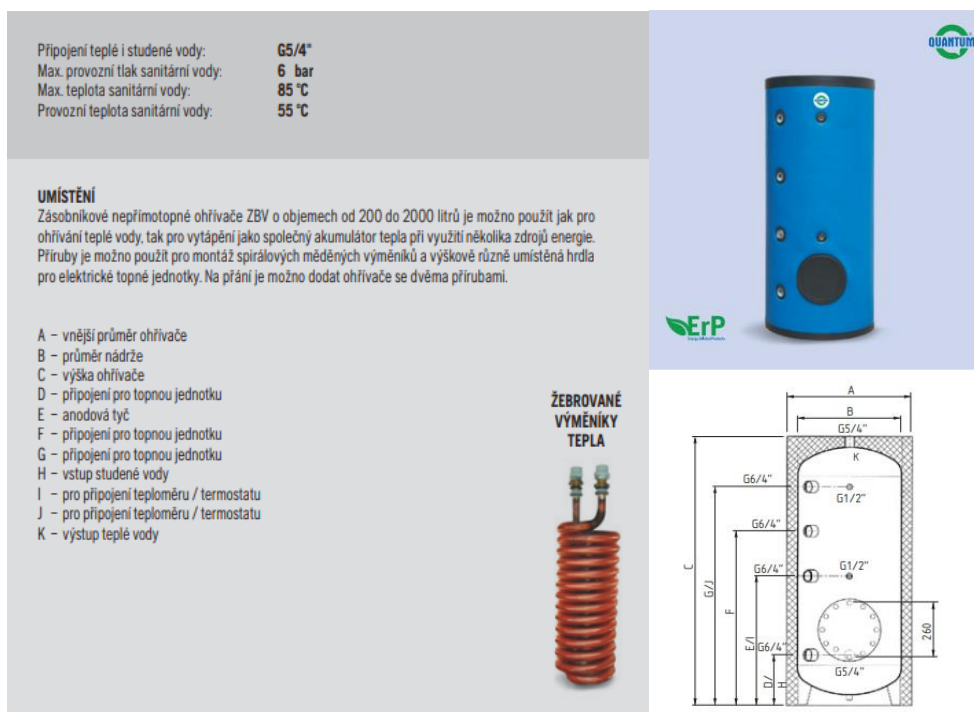 Připojení teplé i studené vody: G5/4"
Max. provozní tlak sanitární vody: 6 bar
Max. teplota sanitární vody: 85 °C
Provozní teplota sanitární vody: 55 °C
QUANTUM
UMÍSTĚNÍ
Zásobníkové nepřímotopné ohřívače ZBV o objemech od 200 do 2000 litrů je možno použít jak pro
ohřívání teplé vody, tak pro vytápění jako společný akumulátor tepla při využití několika zdrojů energie.
Příruby je možno použít pro montáž spirálových měděných výměníků a výškově různě umístěná hrdla
pro elektrické topné jednotky. Na přání je možno dodat ohřívače se dvěma přírubami.
ErP
A – vnější průměr ohřívače
B – průměr nádrže
C – výška ohřívače
D – připojení pro topnou jednotku
E – anodová tyč
F – připojení pro topnou jednotku
G – připojení pro topnou jednotku
H – vstup studené vody
I – pro připojení teploměru / termostatu
J – pro připojení teploměru / termostatu
K – výstup teplé vody
ŽEBROVANÉ
VÝMĚNÍKY
TEPLA
A
B
G5/4"
K
G6/4"
G1/2"
G6/4"
G6/4"
G1/2"
C
G/J
F
E/I
G6/4"
260
D/
H
G5/4"